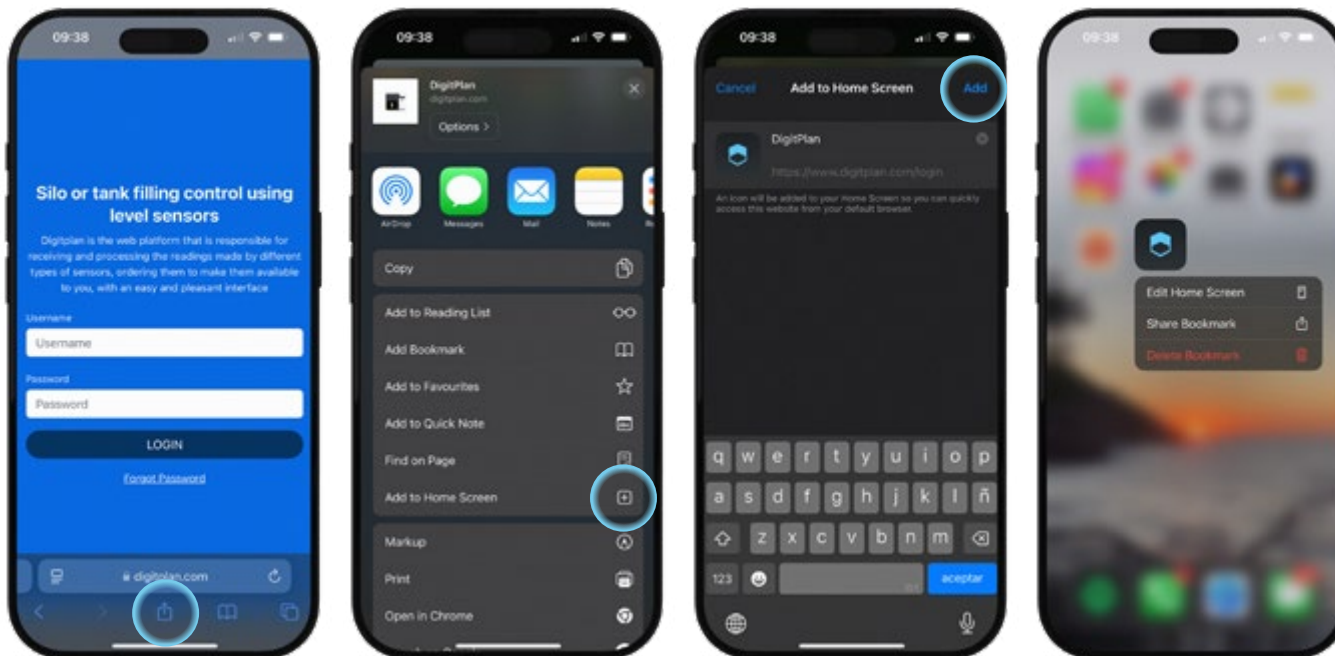 09:38
Silo or tank filling control using
level sensors
Digitplan is the web platform that is responsible for
receiving and processing the readings made by different
types of sensors, ordering them to make them available
to you, with an easy and pleasant interface
Username
Username
Password
Password
LOGIN
Forgot Password
digitplan.com
09:38
DigitPlan
digitplan.com
Options >
AirDrop Messages Mail Notes
Copy
Add to Reading List
Add Bookmark
Add to Favourites
Add to Quick Note
Find on Page
Add to Home Screen
Markup
Print
Open in Chrome
09:38
Cancel Add to Home Screen Add
DigitPlan
https://www.digitplan.com/login
An icon will be added to your Home Screen so you can quickly
access this website from your default browser.
q w e r t y u i o p
a s d f g h j k l ñ
z x c v b n m
123 aceptar
09:38
Edit Home Screen
Share Bookmark
Delete Bookmark